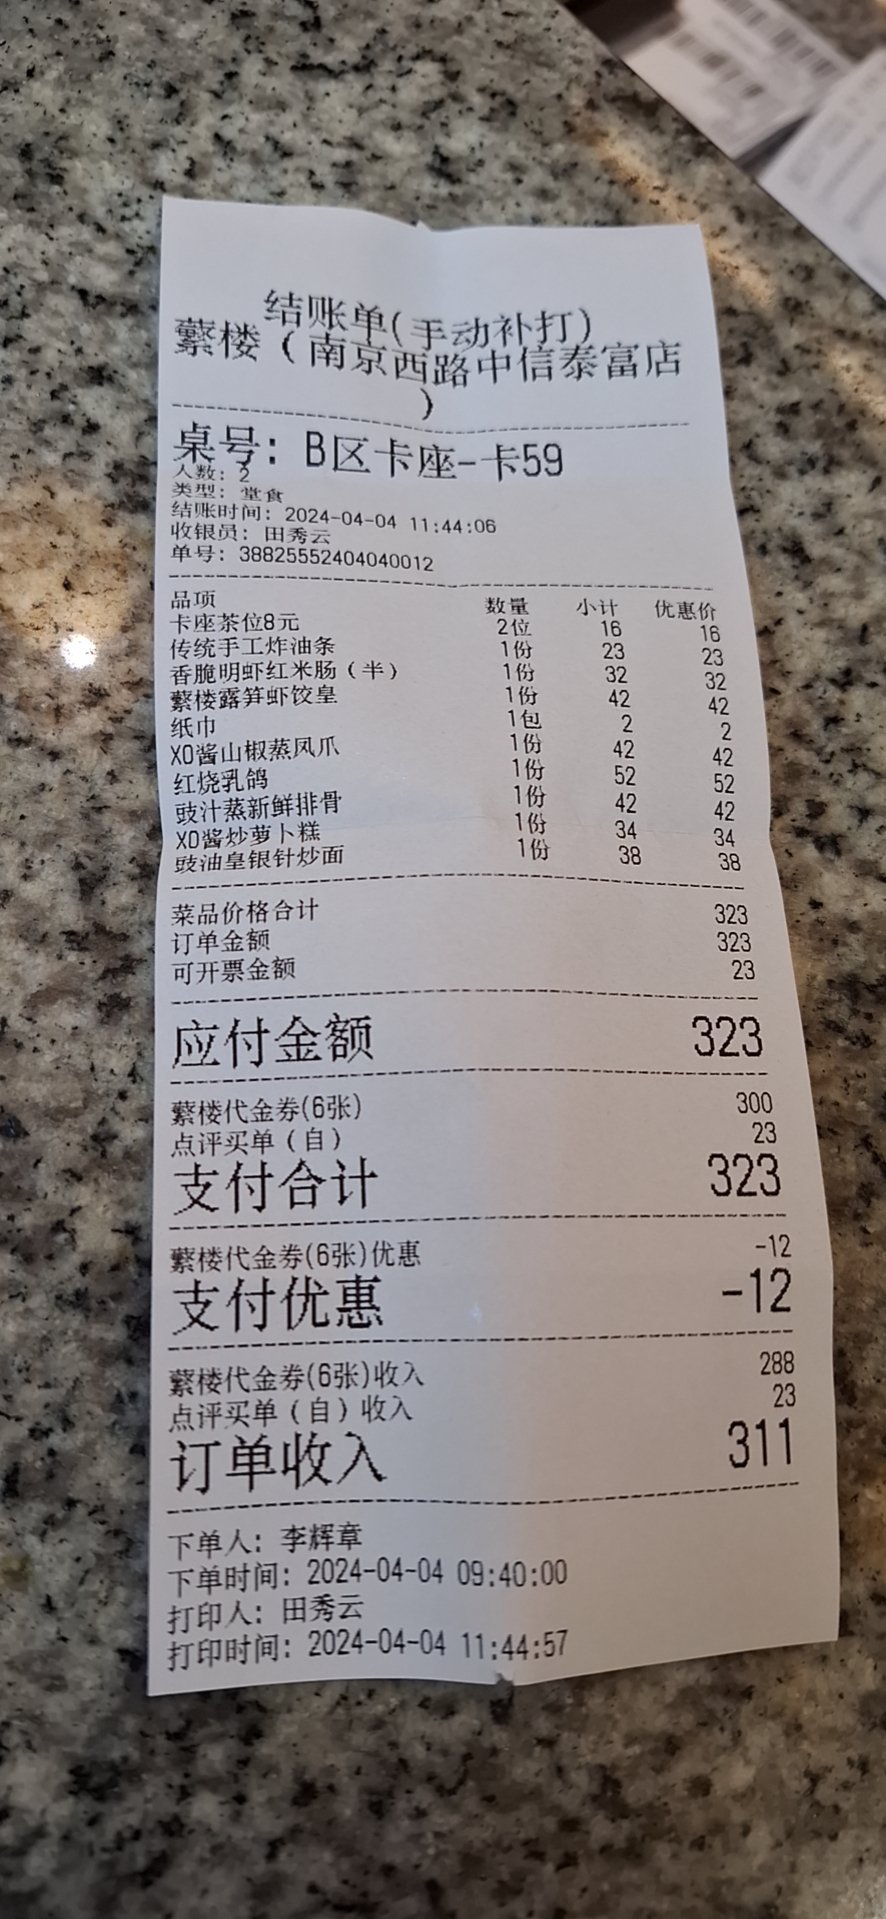 结账单(手动补打)
蘩楼（南京西路中信泰富店
）
桌号: B区卡座-卡59
人数: 2
类型: 堂食
结账时间: 2024-04-04 11:44:06
收银员: 田秀云
单号: 38825552404040012
品项 数量 小计 优惠价
卡座茶位8元 2位 16 16
传统手工炸油条 1份 23 23
香脆明虾红米肠（半） 1份 32 32
蘩楼露笋虾饺皇 1份 42 42
纸巾 1包 2 2
XO酱山椒蒸凤爪 1份 42 42
红烧乳鸽 1份 52 52
豉汁蒸新鲜排骨 1份 42 42
XO酱炒萝卜糕 1份 34 34
豉油皇银针炒面 1份 38 38
菜品价格合计 323
订单金额 323
可开票金额 23
应付金额 323
蘩楼代金券(6张) 300
点评买单（自） 23
支付合计 323
蘩楼代金券(6张)优惠 -12
支付优惠 -12
蘩楼代金券(6张)收入 288
点评买单（自）收入 23
订单收入 311
下单人: 李辉章
下单时间: 2024-04-04 09:40:00
打印人: 田秀云
打印时间: 2024-04-04 11:44:57